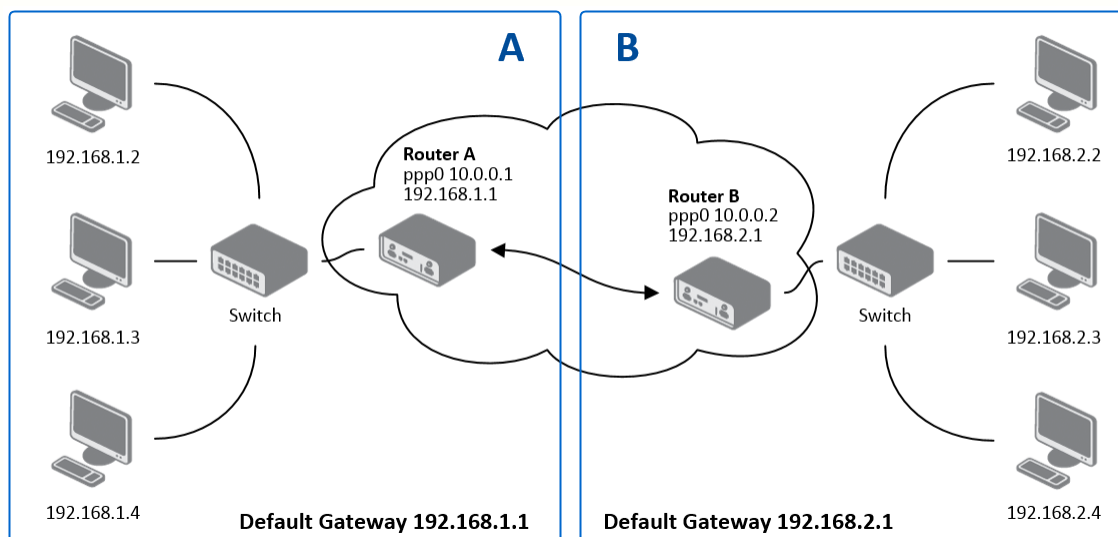 A
B
192.168.1.2
192.168.1.3
192.168.1.4
Switch
Router A
ppp0 10.0.0.1
192.168.1.1
Default Gateway 192.168.1.1
Router B
ppp0 10.0.0.2
192.168.2.1
Switch
192.168.2.2
192.168.2.3
192.168.2.4
Default Gateway 192.168.2.1